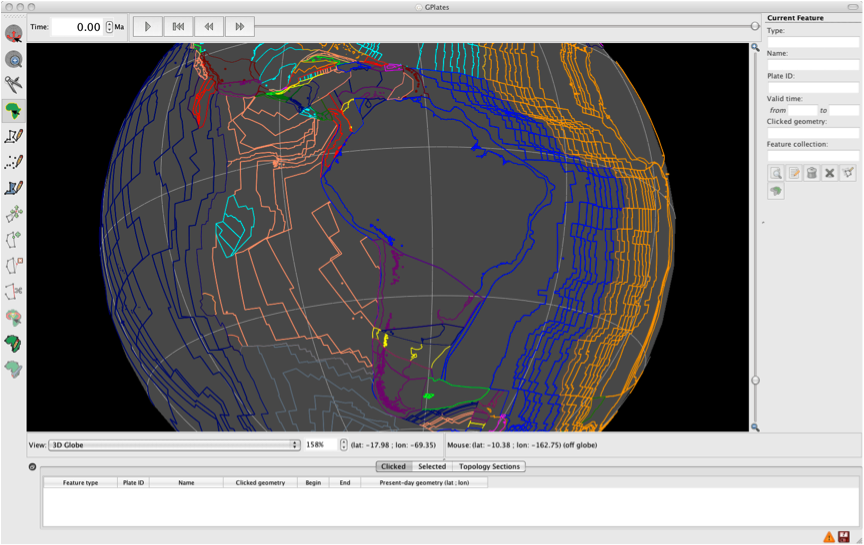 GPlates
Time: 0.00 Ma
Current Feature
Type:
Name:
Plate ID:
Valid time:
from to
Clicked geometry:
Feature collection:
View: 3D Globe 158% (lat: -17.98 ; lon: -69.35) Mouse: (lat: -10.38 ; lon: -162.75) (off globe)
Clicked Selected Topology Sections
Feature type Plate ID Name Clicked geometry Begin End Present-day geometry (lat ; lon)